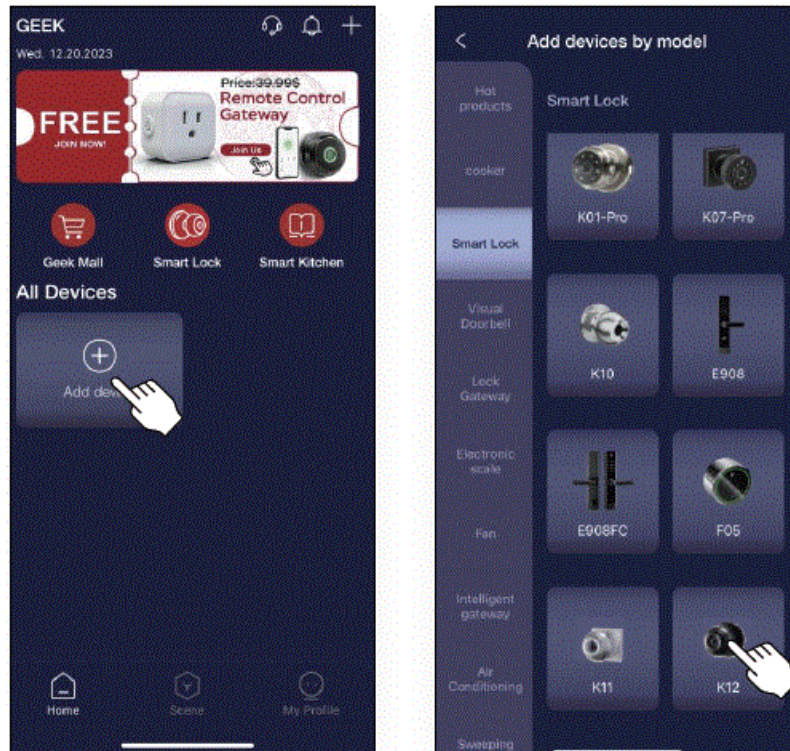 GEEK
Wed. 12.20.2023
FREE
JOIN NOW!
Price:39.99$
Remote Control
Gateway
Join Us
Geek Mall
Smart Lock
Smart Kitchen
All Devices
Add
Home
Scene
My Profile
Add devices by model
Hot
products
cooker
Smart Lock
Visual
Doorbell
Lock
Gateway
Electronic
scale
Fan
Intelligent
gateway
Air
Conditioning
Sweeping
Smart Lock
K01-Pro
K07-Pro
K10
E908
E908FC
F05
K11
K12